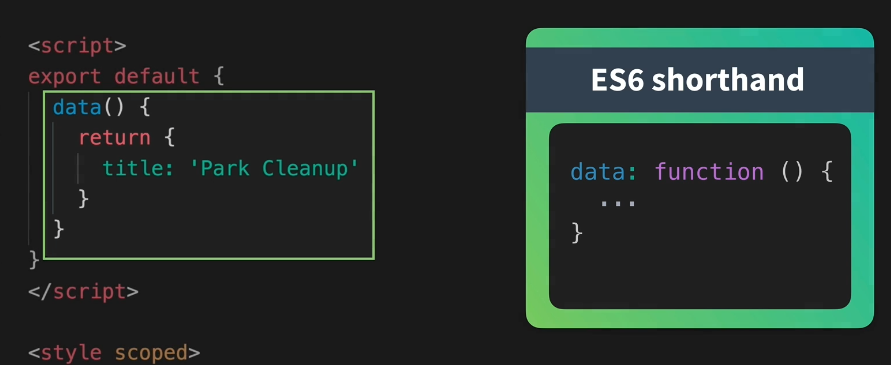 <script>
export default {
data() {
return {
title: 'Park Cleanup'
}
}
}
</script>
<style scoped>
ES6 shorthand
data: function () {
...
}